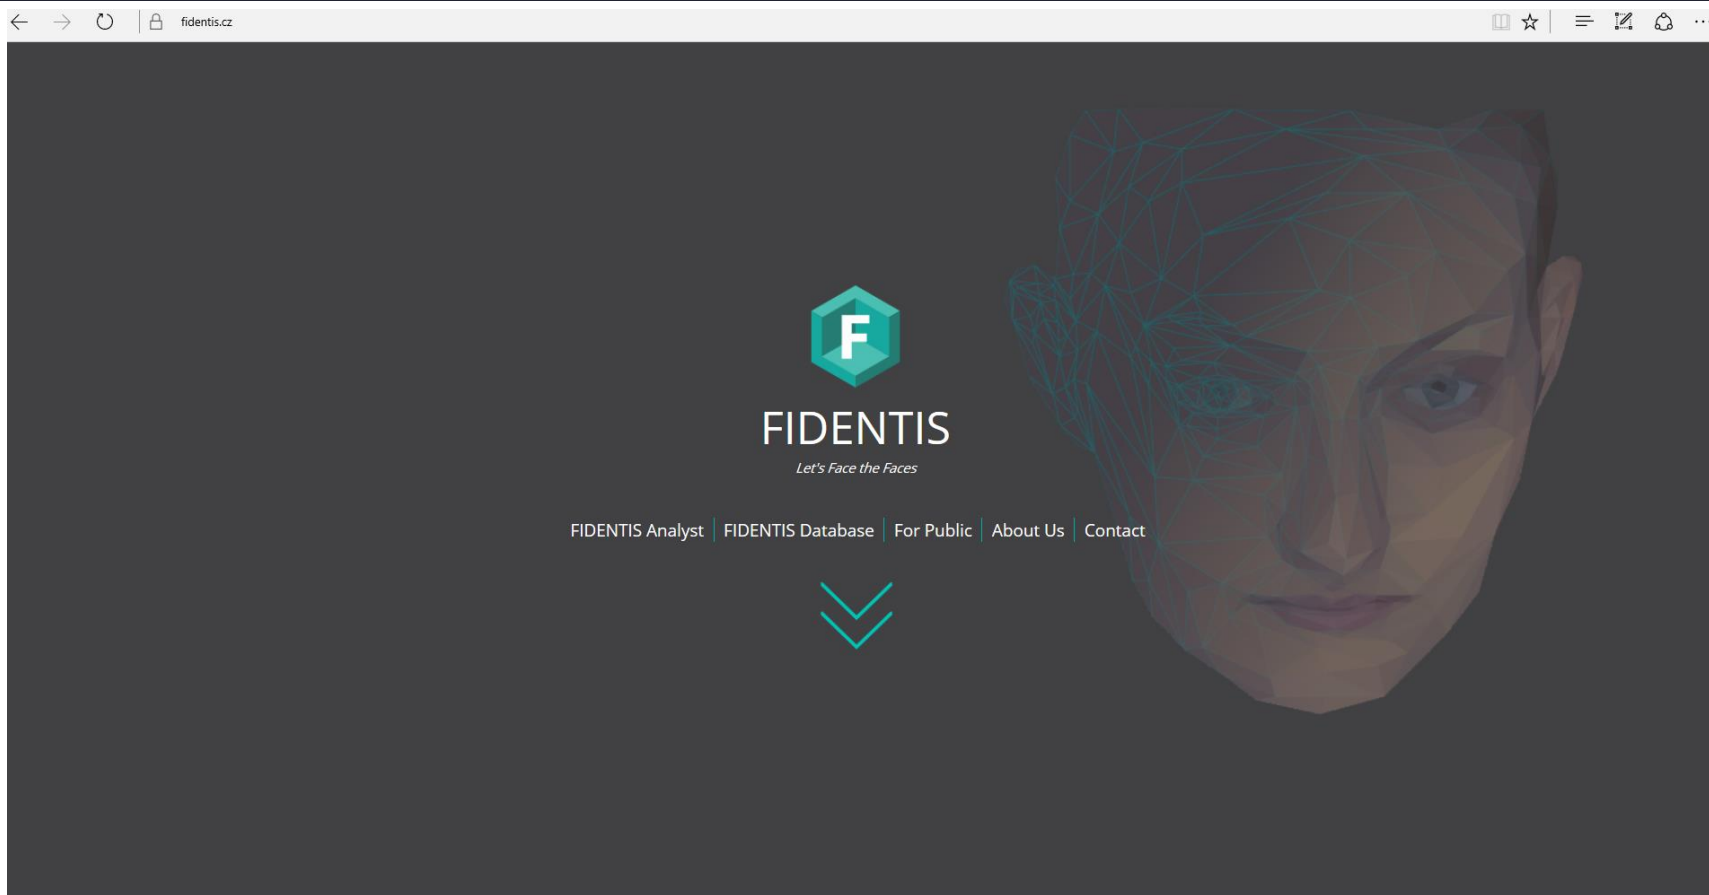 fidentis.cz
F
FIDENTIS
Let's Face the Faces
FIDENTIS Analyst FIDENTIS Database For Public About Us Contact